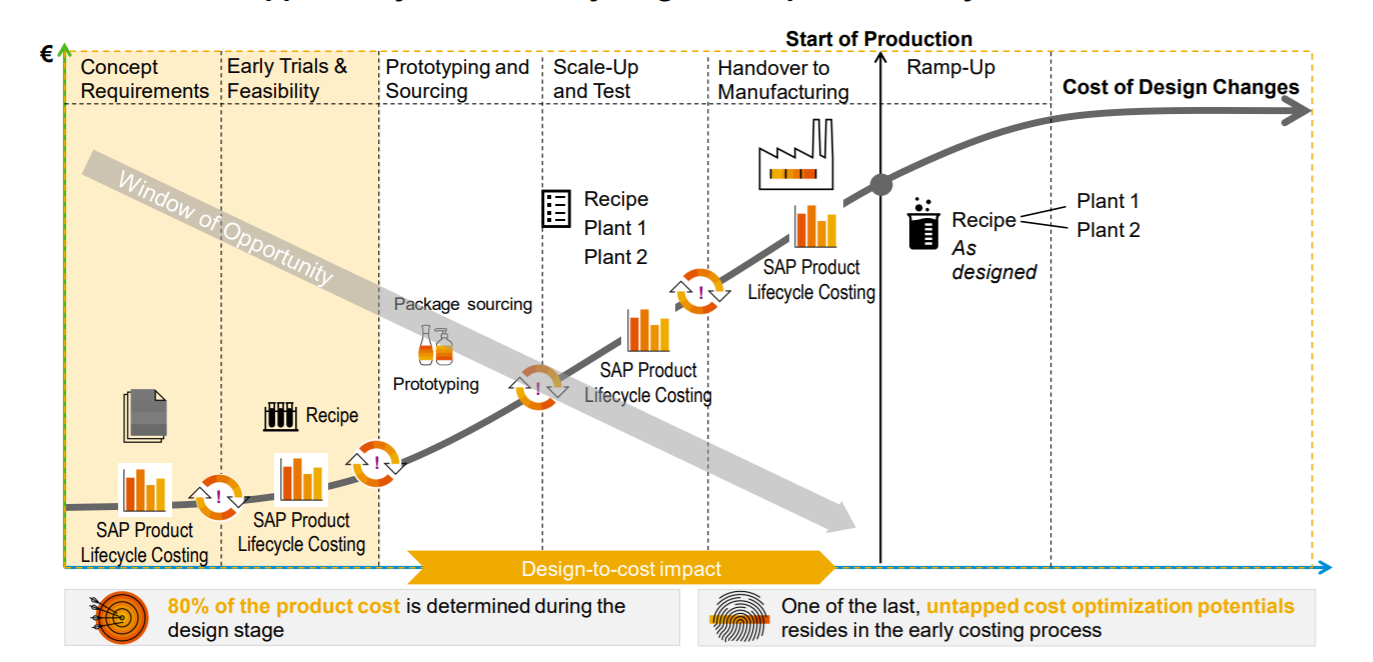 Start of Production
€
Concept
Requirements
Early Trials &
Feasibility
Prototyping and
Sourcing
Scale-Up
and Test
Handover to
Manufacturing
Ramp-Up
Cost of Design Changes
Window of Opportunity
Recipe
Plant 1
Plant 2
Recipe
As
designed
Plant 1
Plant 2
SAP Product
Lifecycle Costing
!
Package sourcing
Prototyping
!
SAP Product
Lifecycle Costing
Recipe
!
!
SAP Product
Lifecycle Costing
SAP Product
Lifecycle Costing
Design-to-cost impact
80% of the product cost is determined during the
design stage
One of the last, untapped cost optimization potentials
resides in the early costing process